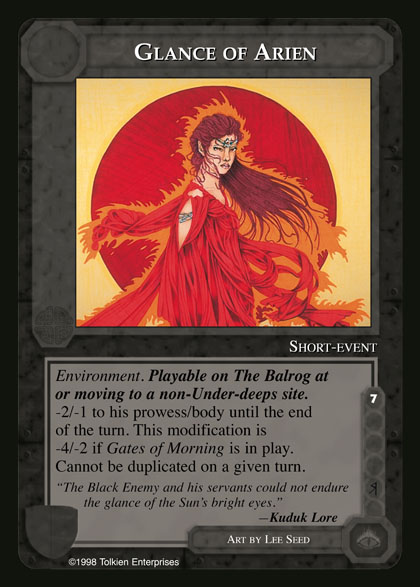 Glance of Arien
Short-event
Environment. Playable on The Balrog at
or moving to a non-Under-deeps site.
-2/-1 to his prowess/body until the end
of the turn. This modification is
-4/-2 if Gates of Morning is in play.
Cannot be duplicated on a given turn.
“The Black Enemy and his servants could not endure
the glance of the Sun’s bright eyes.”
—Kuduk Lore
7
Art by Lee Seed
©1998 Tolkien Enterprises